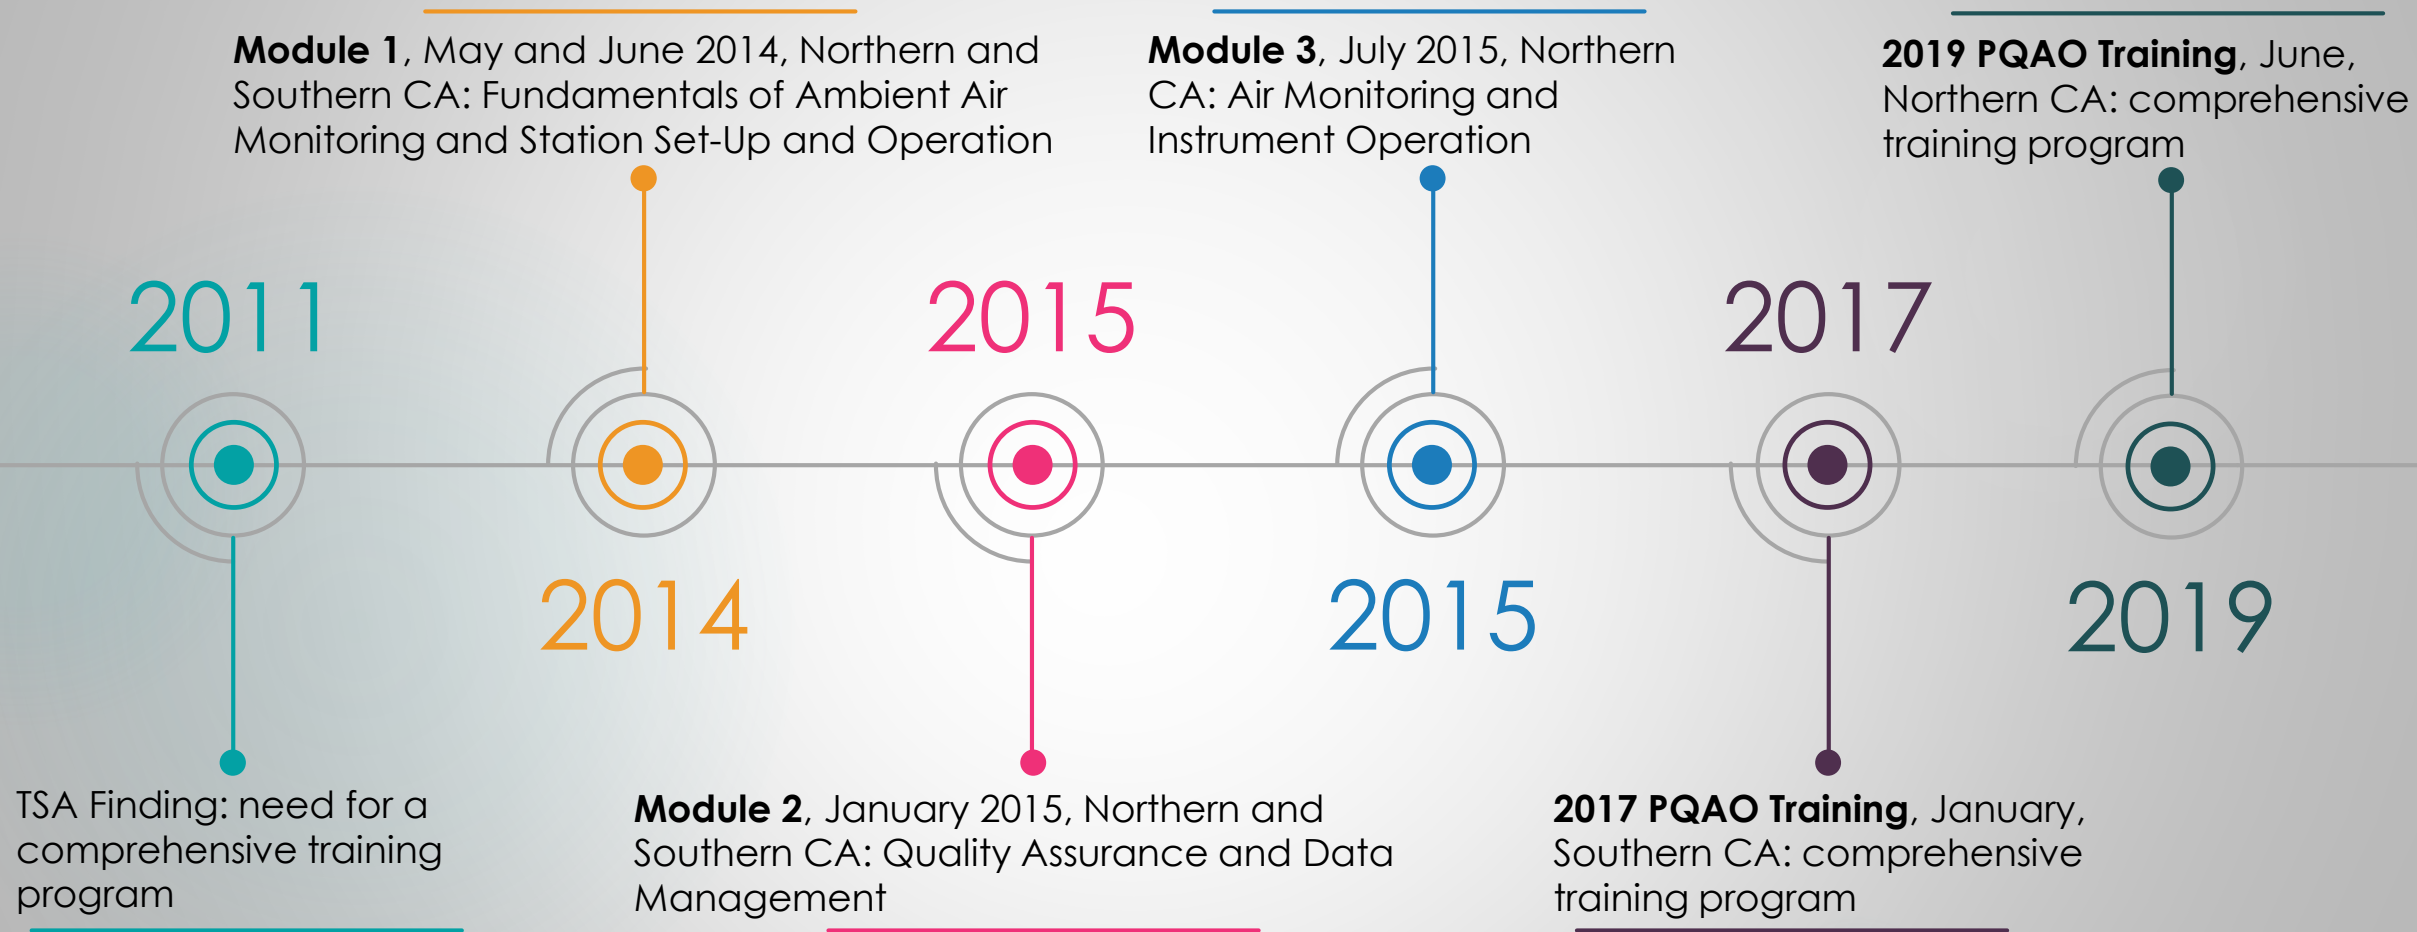 Module 1, May and June 2014, Northern and
Southern CA: Fundamentals of Ambient Air
Monitoring and Station Set-Up and Operation
Module 3, July 2015, Northern
CA: Air Monitoring and
Instrument Operation
2019 PQAO Training, June,
Northern CA: comprehensive
training program
2011
2015
2017
2014
2015
2019
TSA Finding: need for a
comprehensive training
program
Module 2, January 2015, Northern and
Southern CA: Quality Assurance and Data
Management
2017 PQAO Training, January,
Southern CA: comprehensive
training program